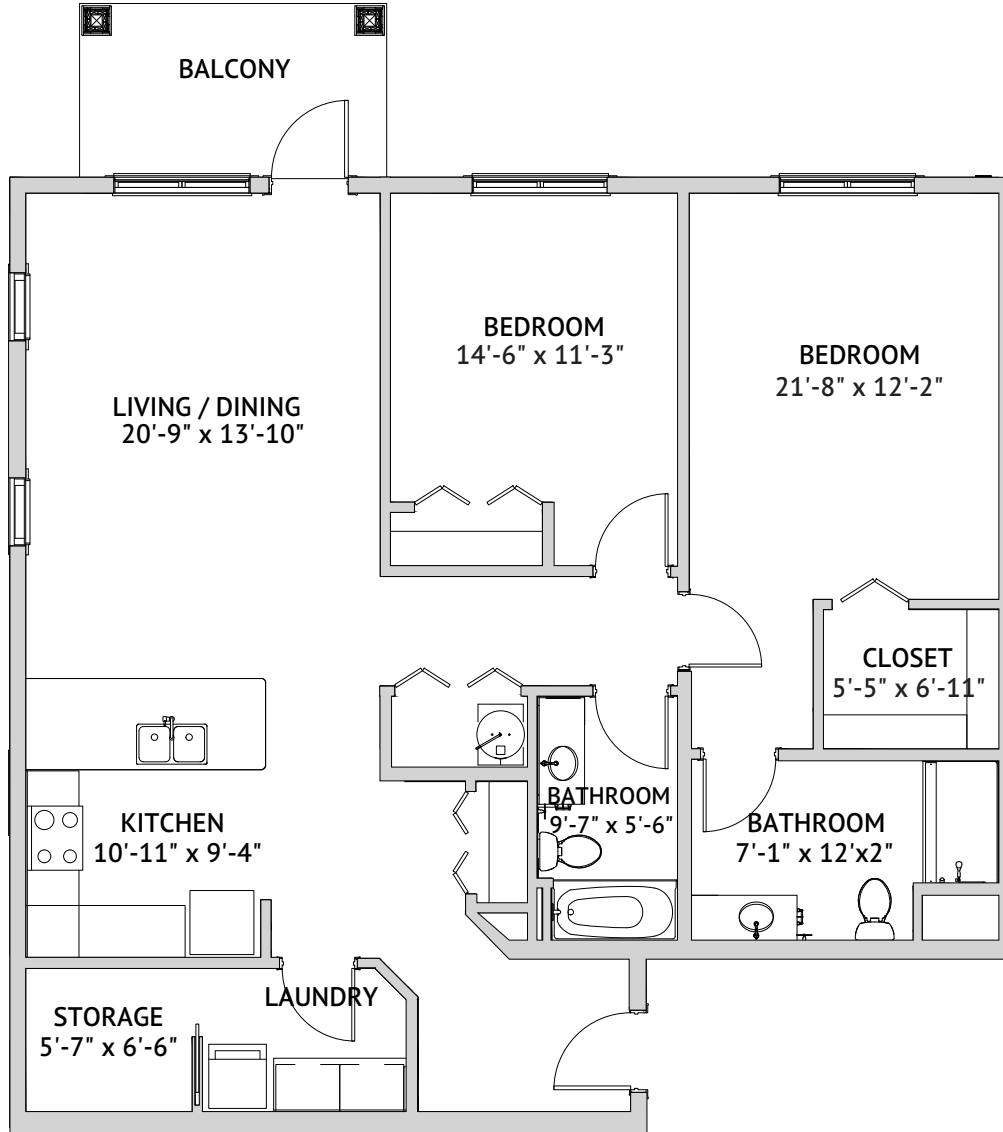 BALCONY
BEDROOM
14'-6" x 11'-3"
BEDROOM
21'-8" x 12'-2"
LIVING / DINING
20'-9" x 13'-10"
CLOSET
5'-5" x 6'-11"
BATHROOM
9'-7" x 5'-6"
KITCHEN
10'-11" x 9'-4"
BATHROOM
7'-1" x 12'x2"
LAUNDRY
STORAGE
5'-7" x 6'-6"